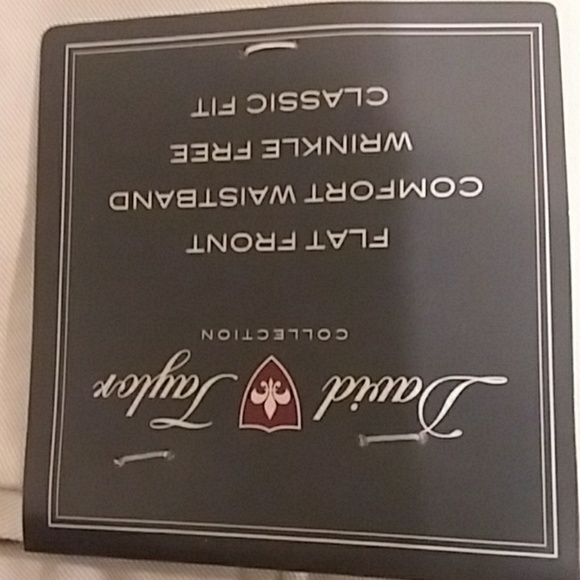 David Taylor
COLLECTION
FLAT FRONT
COMFORT WAISTBAND
WRINKLE FREE
CLASSIC FIT